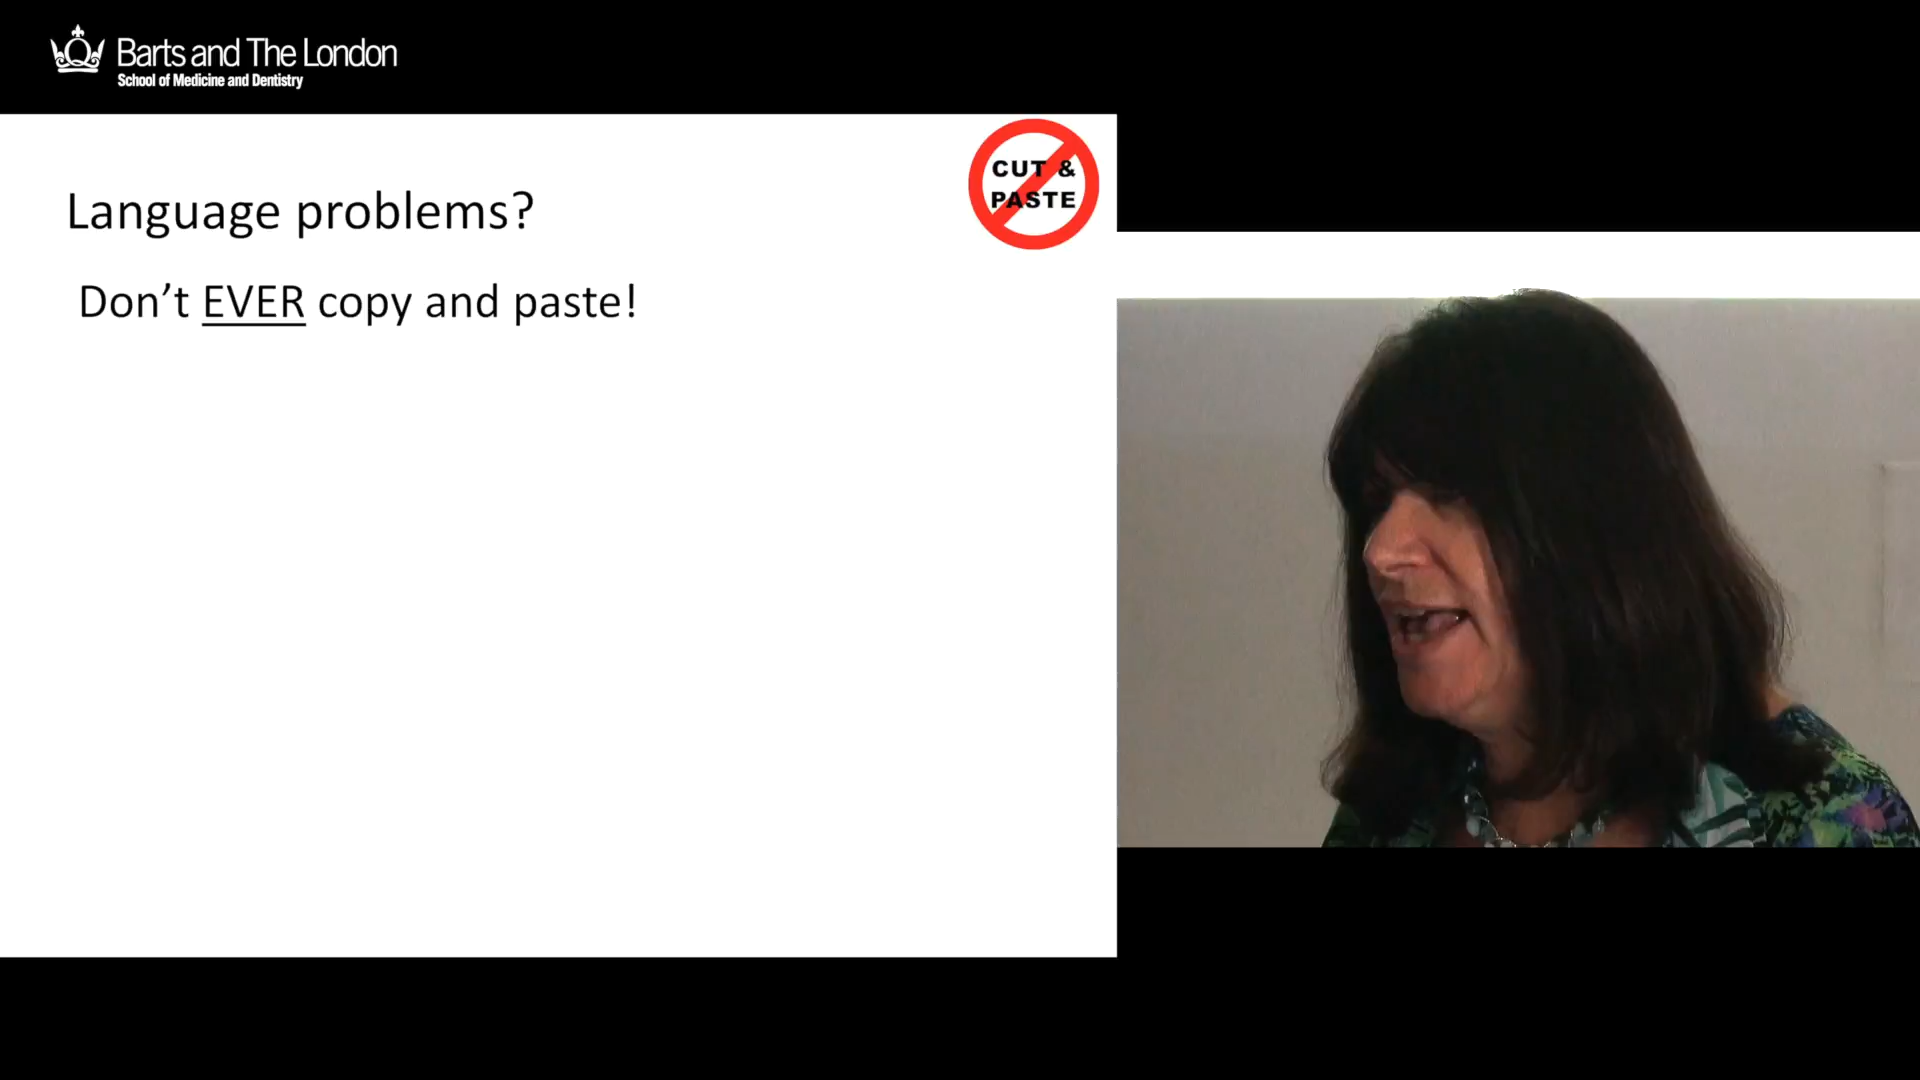 Barts and The London
School of Medicine and Dentistry
CUT &
PASTE
Language problems?
Don’t EVER copy and paste!